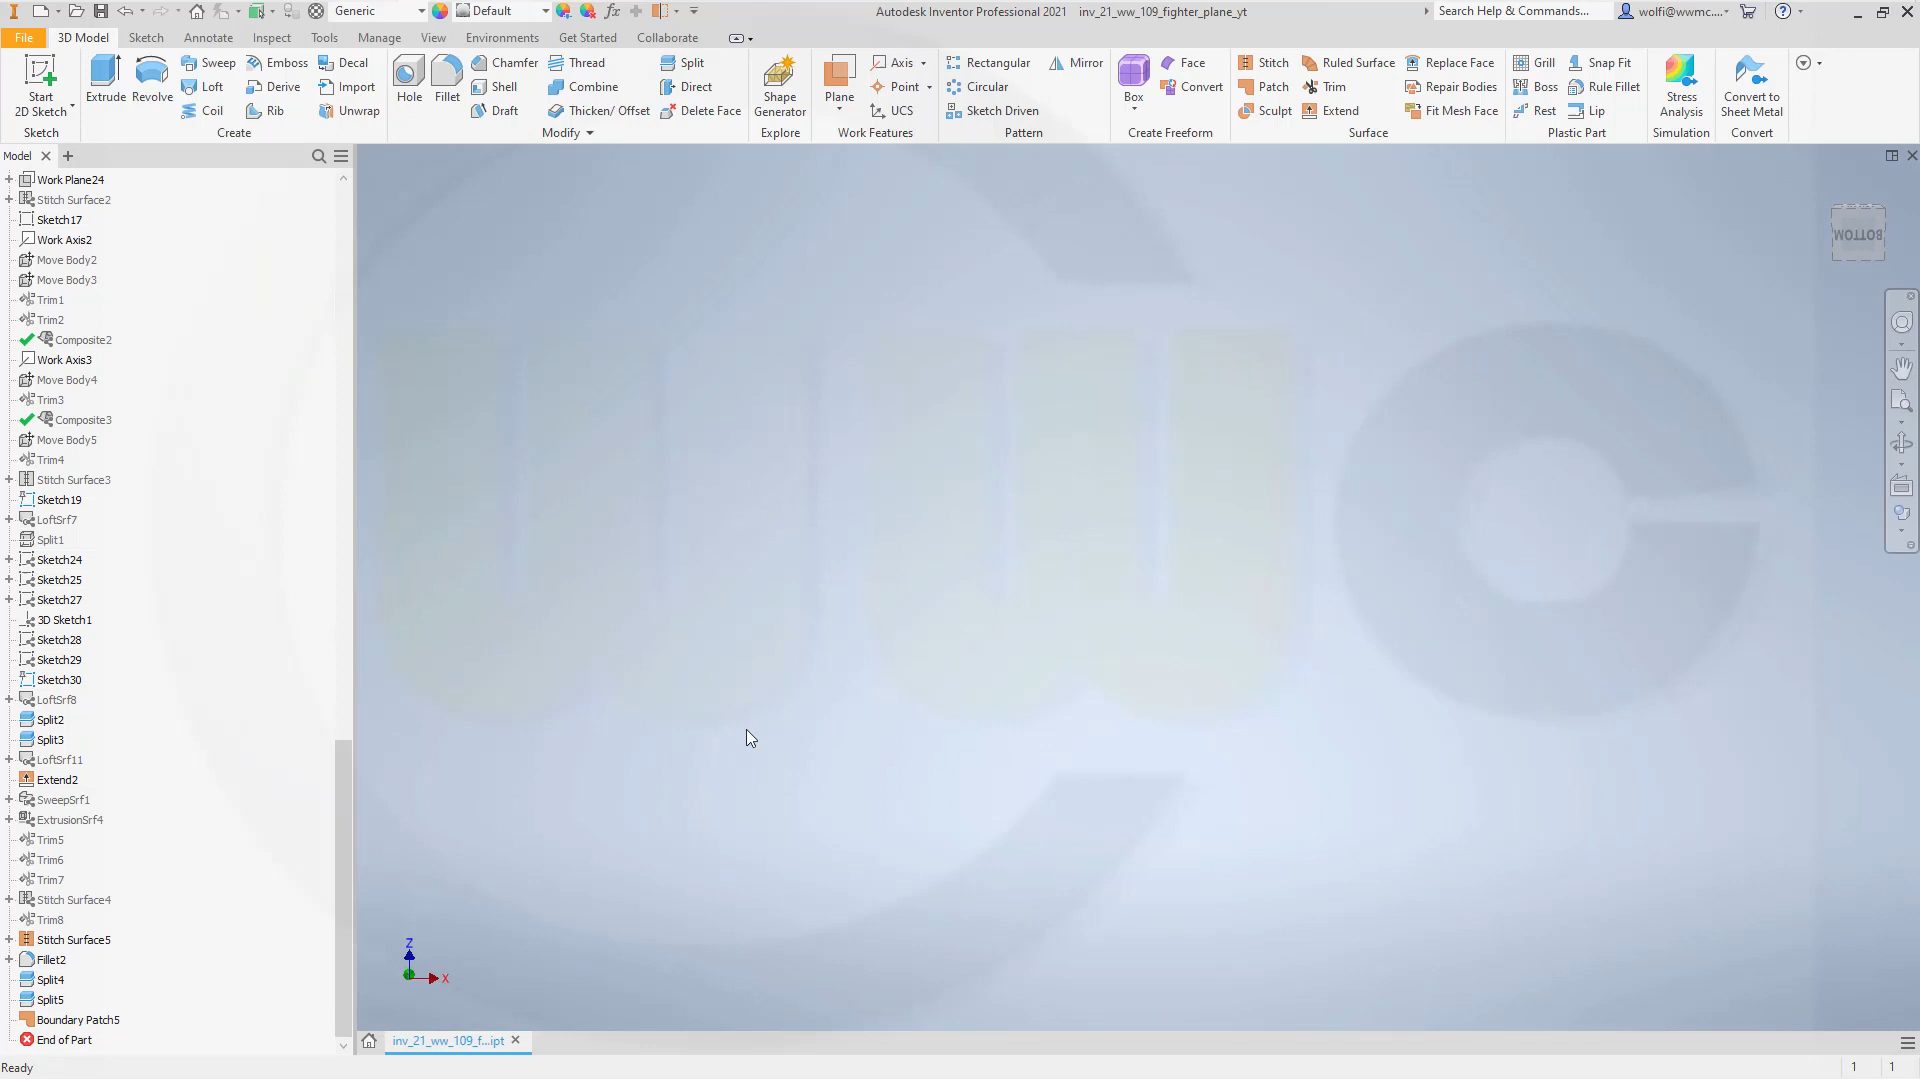 Generic
Default
Autodesk Inventor Professional 2021 inv_21_ww_109_fighter_plane_yt
Search Help & Commands...
wolfi@wwmc....
File 3D Model Sketch Annotate Inspect Tools Manage View Environments Get Started Collaborate
Start
2D Sketch
Sketch
Extrude Revolve
Sweep Emboss Decal
Loft Derive Import
Coil Rib Unwrap
Create
Hole Fillet
Chamfer Thread Split
Shell Combine Direct
Draft Thicken/ Offset Delete Face
Modify
Shape
Generator
Explore
Plane
Axis
Point
UCS
Work Features
Rectangular Mirror
Circular
Sketch Driven
Pattern
Box
Face
Convert
Create Freeform
Stitch Ruled Surface Replace Face
Patch Trim Repair Bodies
Sculpt Extend Fit Mesh Face
Surface
Grill Snap Fit
Boss Rule Fillet
Rest Lip
Plastic Part
Stress
Analysis
Simulation
Convert to
Sheet Metal
Convert
Model
Work Plane24
Stitch Surface2
Sketch17
Work Axis2
Move Body2
Move Body3
Trim1
Trim2
Composite2
Work Axis3
Move Body4
Trim3
Composite3
Move Body5
Trim4
Stitch Surface3
Sketch19
LoftSrf7
Split1
Sketch24
Sketch25
Sketch27
3D Sketch1
Sketch28
Sketch29
Sketch30
LoftSrf8
Split2
Split3
LoftSrf11
Extend2
SweepSrf1
ExtrusionSrf4
Trim5
Trim6
Trim7
Stitch Surface4
Trim8
Stitch Surface5
Fillet2
Split4
Split5
Boundary Patch5
End of Part
BOTTOM
Z
X
inv_21_ww_109_f...ipt
Ready
1 1